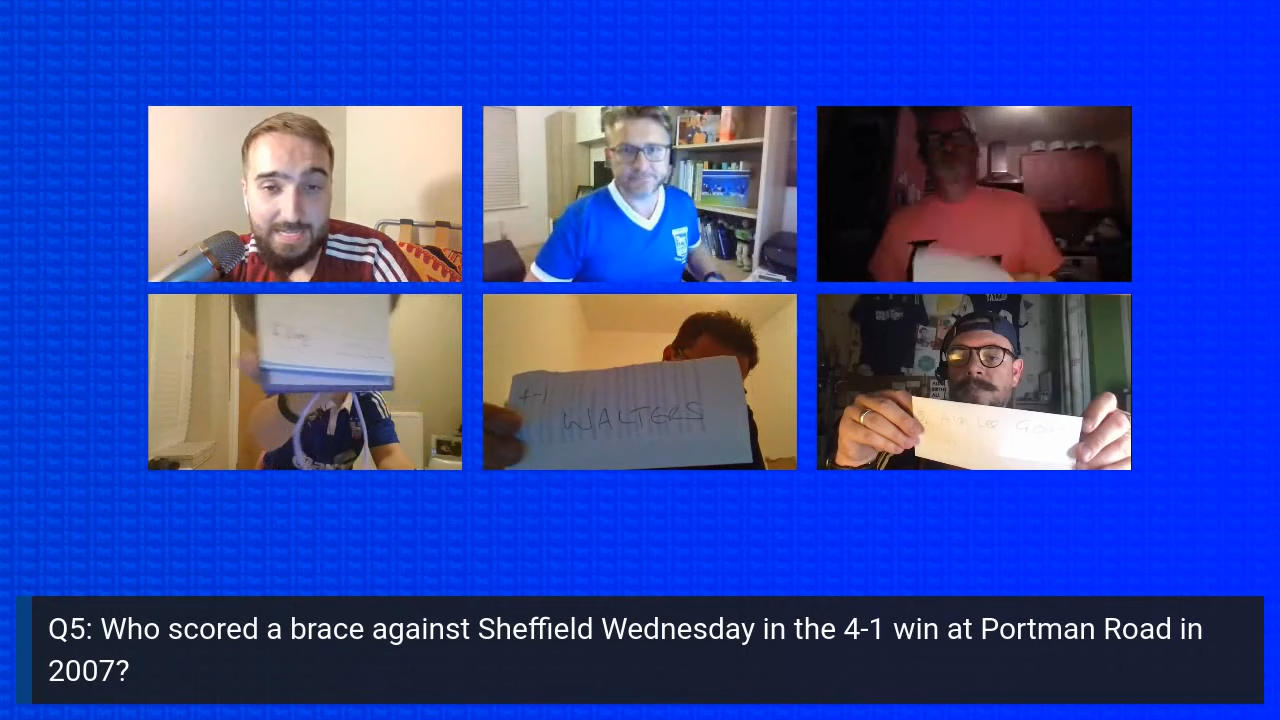 4-1
WALTERS
Q5: Who scored a brace against Sheffield Wednesday in the 4-1 win at Portman Road in
2007?